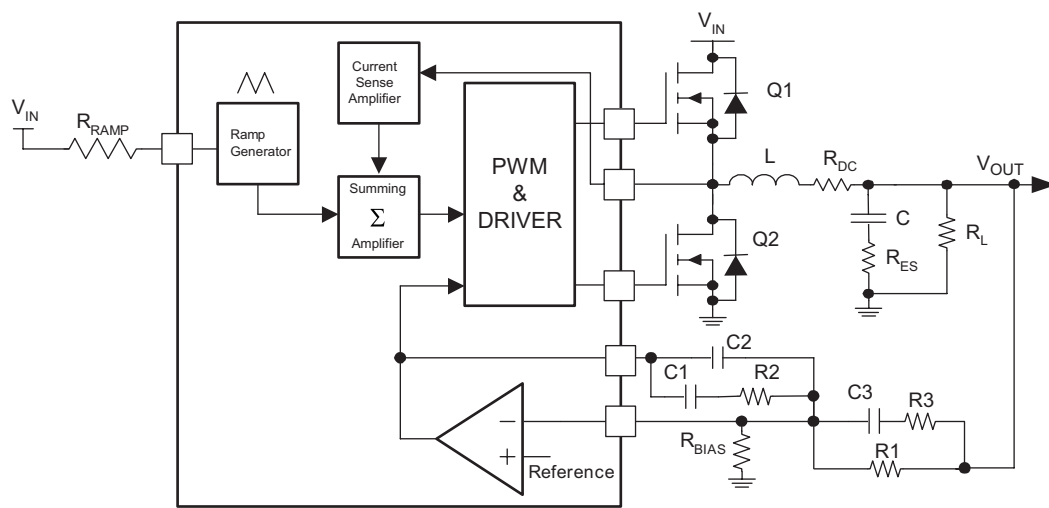 V_IN
R_RAMP
Ramp
Generator
Current
Sense
Amplifier
Summing
Σ
Amplifier
PWM
&
DRIVER
V_IN
Q1
L
R_DC
V_OUT
C
R_ES
R_L
Q2
C2
C1
R2
C3
R3
R_BIAS
R1
−
+
Reference